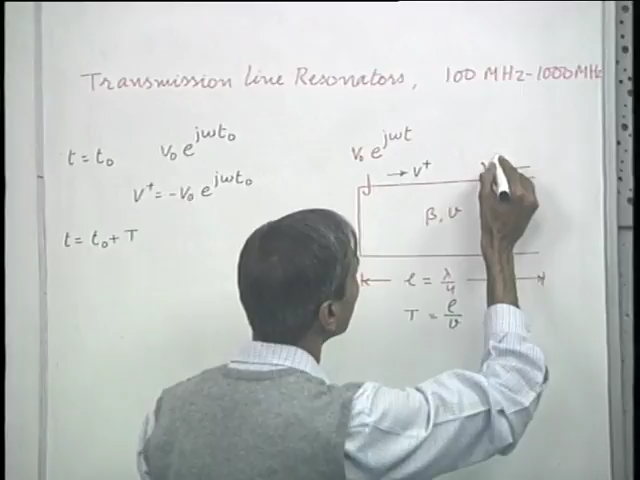 Transmission line Resonators, 100 MHz-1000MHz
t = t₀ V₀ e^{jωt₀}
V⁺ = -V₀ e^{jωt₀}
t = t₀ + T
V₀ e^{jωt}
→ V⁺
β, v
l = λ/4
T = l/v